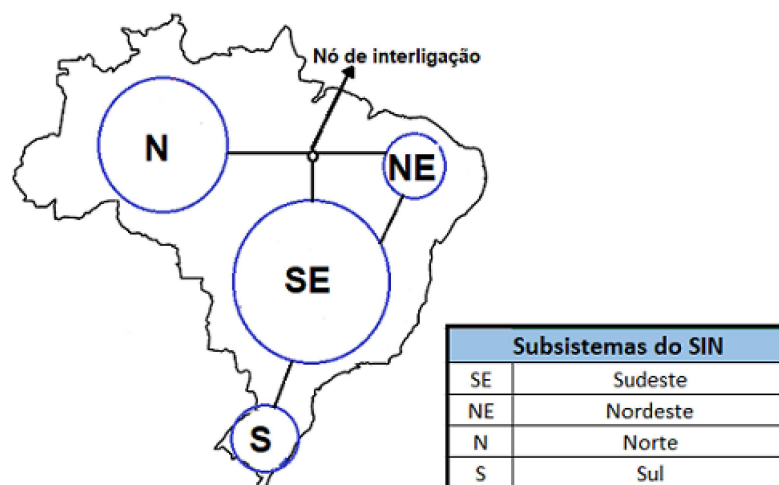 Nó de interligação
N
NE
SE
S
Subsistemas do SIN
SE Sudeste
NE Nordeste
N Norte
S Sul